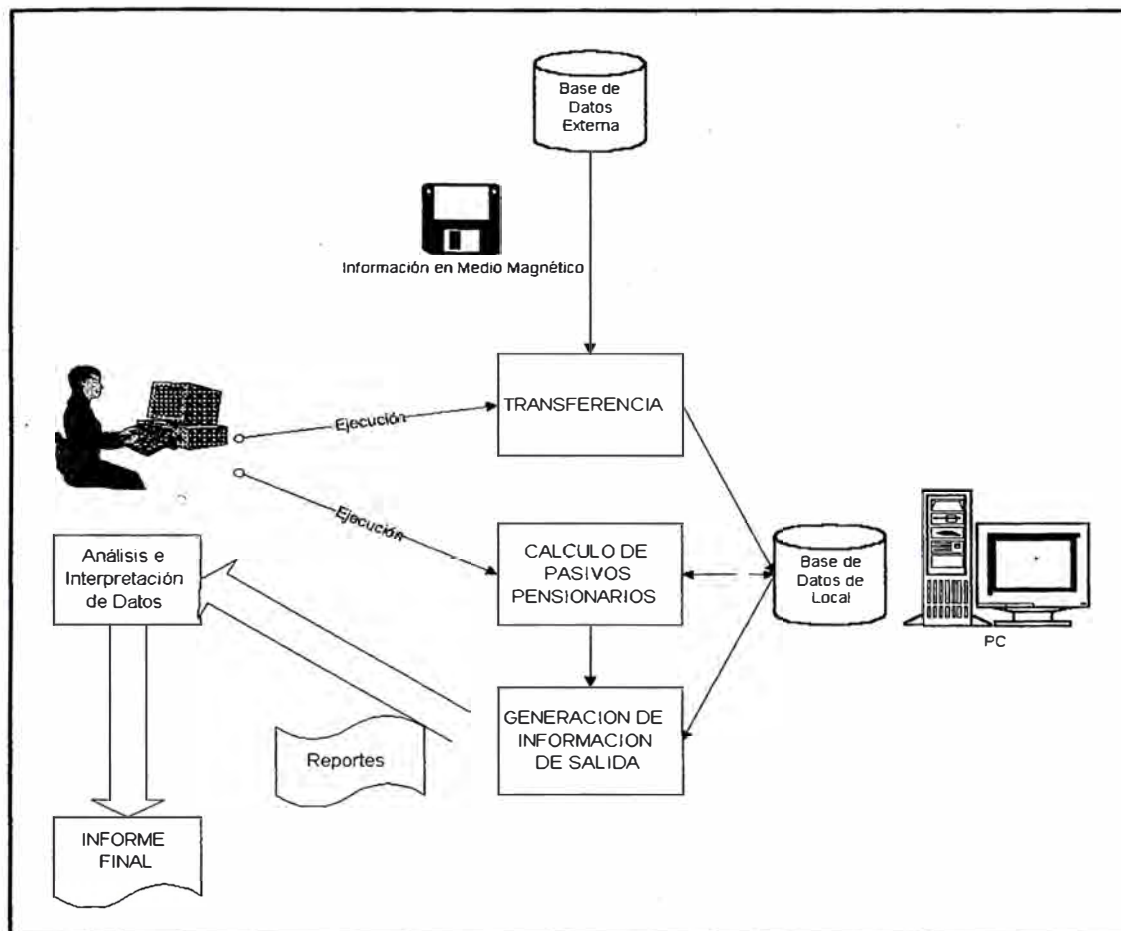 Base de
Datos
Externa
Información en Medio Magnético
TRANSFERENCIA
Ejecución
Ejecución
Análisis e
Interpretación
de Datos
CALCULO DE
PASIVOS
PENSIONARIOS
Base de
Datos de
Local
PC
GENERACION DE
INFORMACION
DE SALIDA
Reportes
INFORME
FINAL